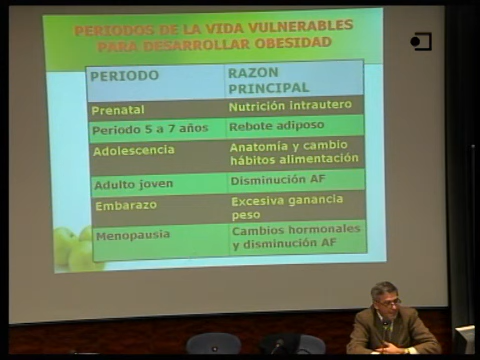 PERIODOS DE LA VIDA VULNERABLES
PARA DESARROLLAR OBESIDAD
PERIODO
RAZON
PRINCIPAL
Prenatal
Nutrición intrautero
Periodo 5 a 7 años
Rebote adiposo
Adolescencia
Anatomía y cambio
hábitos alimentación
Adulto joven
Disminución AF
Embarazo
Excesiva ganancia
peso
Menopausia
Cambios hormonales
y disminución AF